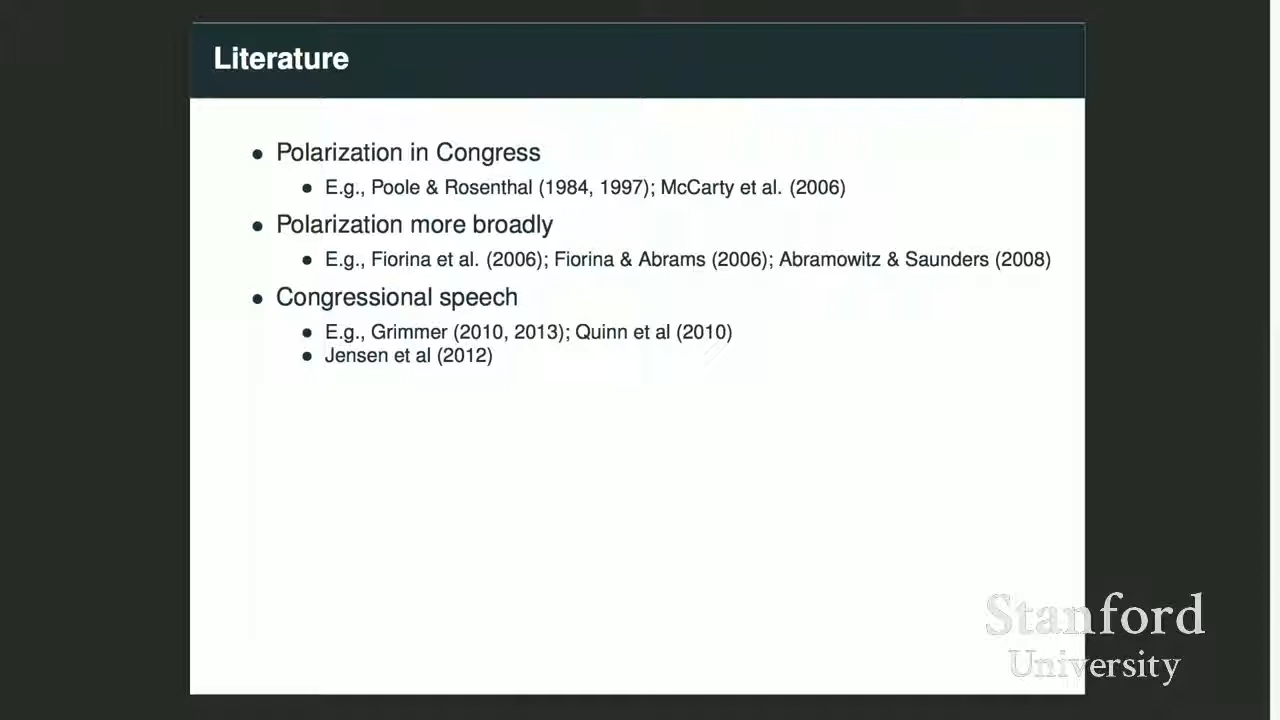 Literature
• Polarization in Congress
• E.g., Poole & Rosenthal (1984, 1997); McCarty et al. (2006)
• Polarization more broadly
• E.g., Fiorina et al. (2006); Fiorina & Abrams (2006); Abramowitz & Saunders (2008)
• Congressional speech
• E.g., Grimmer (2010, 2013); Quinn et al (2010)
• Jensen et al (2012)
Stanford
University